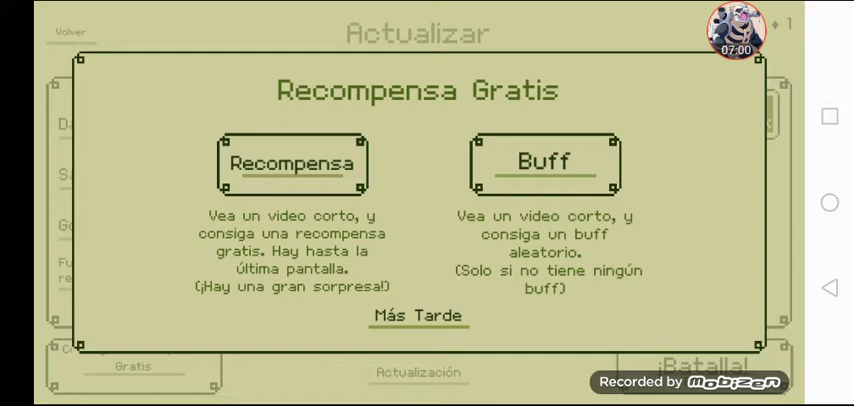 Volver
Actualizar
1
07:00
Recompensa Gratis
Recompensa
Buff
Vea un video corto, y
consiga una recompensa
gratis. Hay hasta la
última pantalla.
(¡Hay una gran sorpresa!)
Vea un video corto, y
consiga un buff
aleatorio.
(Solo si no tiene ningún
buff)
Más Tarde
Gratis
Actualización
¡Batalla!
Recorded by MOBIZEN